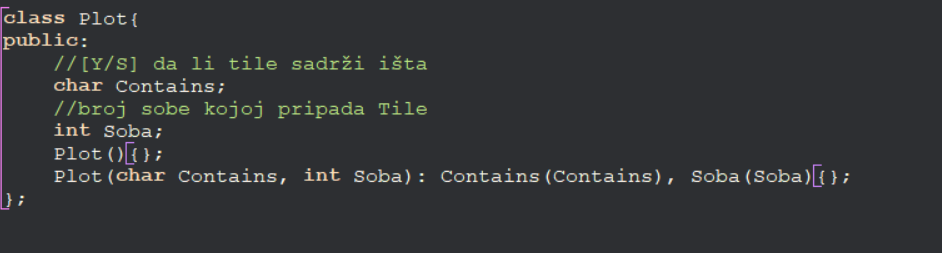 class Plot{
public:
    //[Y/S] da li tile sadrži išta
    char Contains;
    //broj sobe kojoj pripada Tile
    int Soba;
    Plot(){};
    Plot(char Contains, int Soba): Contains(Contains), Soba(Soba){};
};